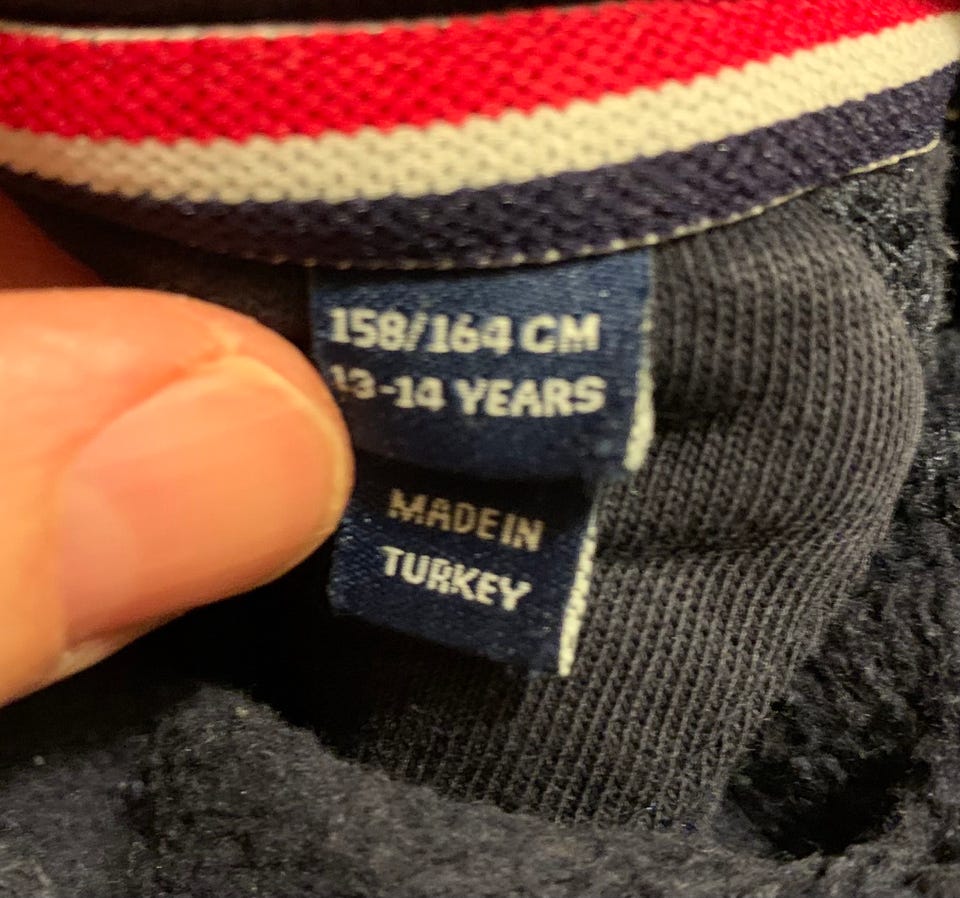 158/164 CM
13-14 YEARS
MADE IN
TURKEY